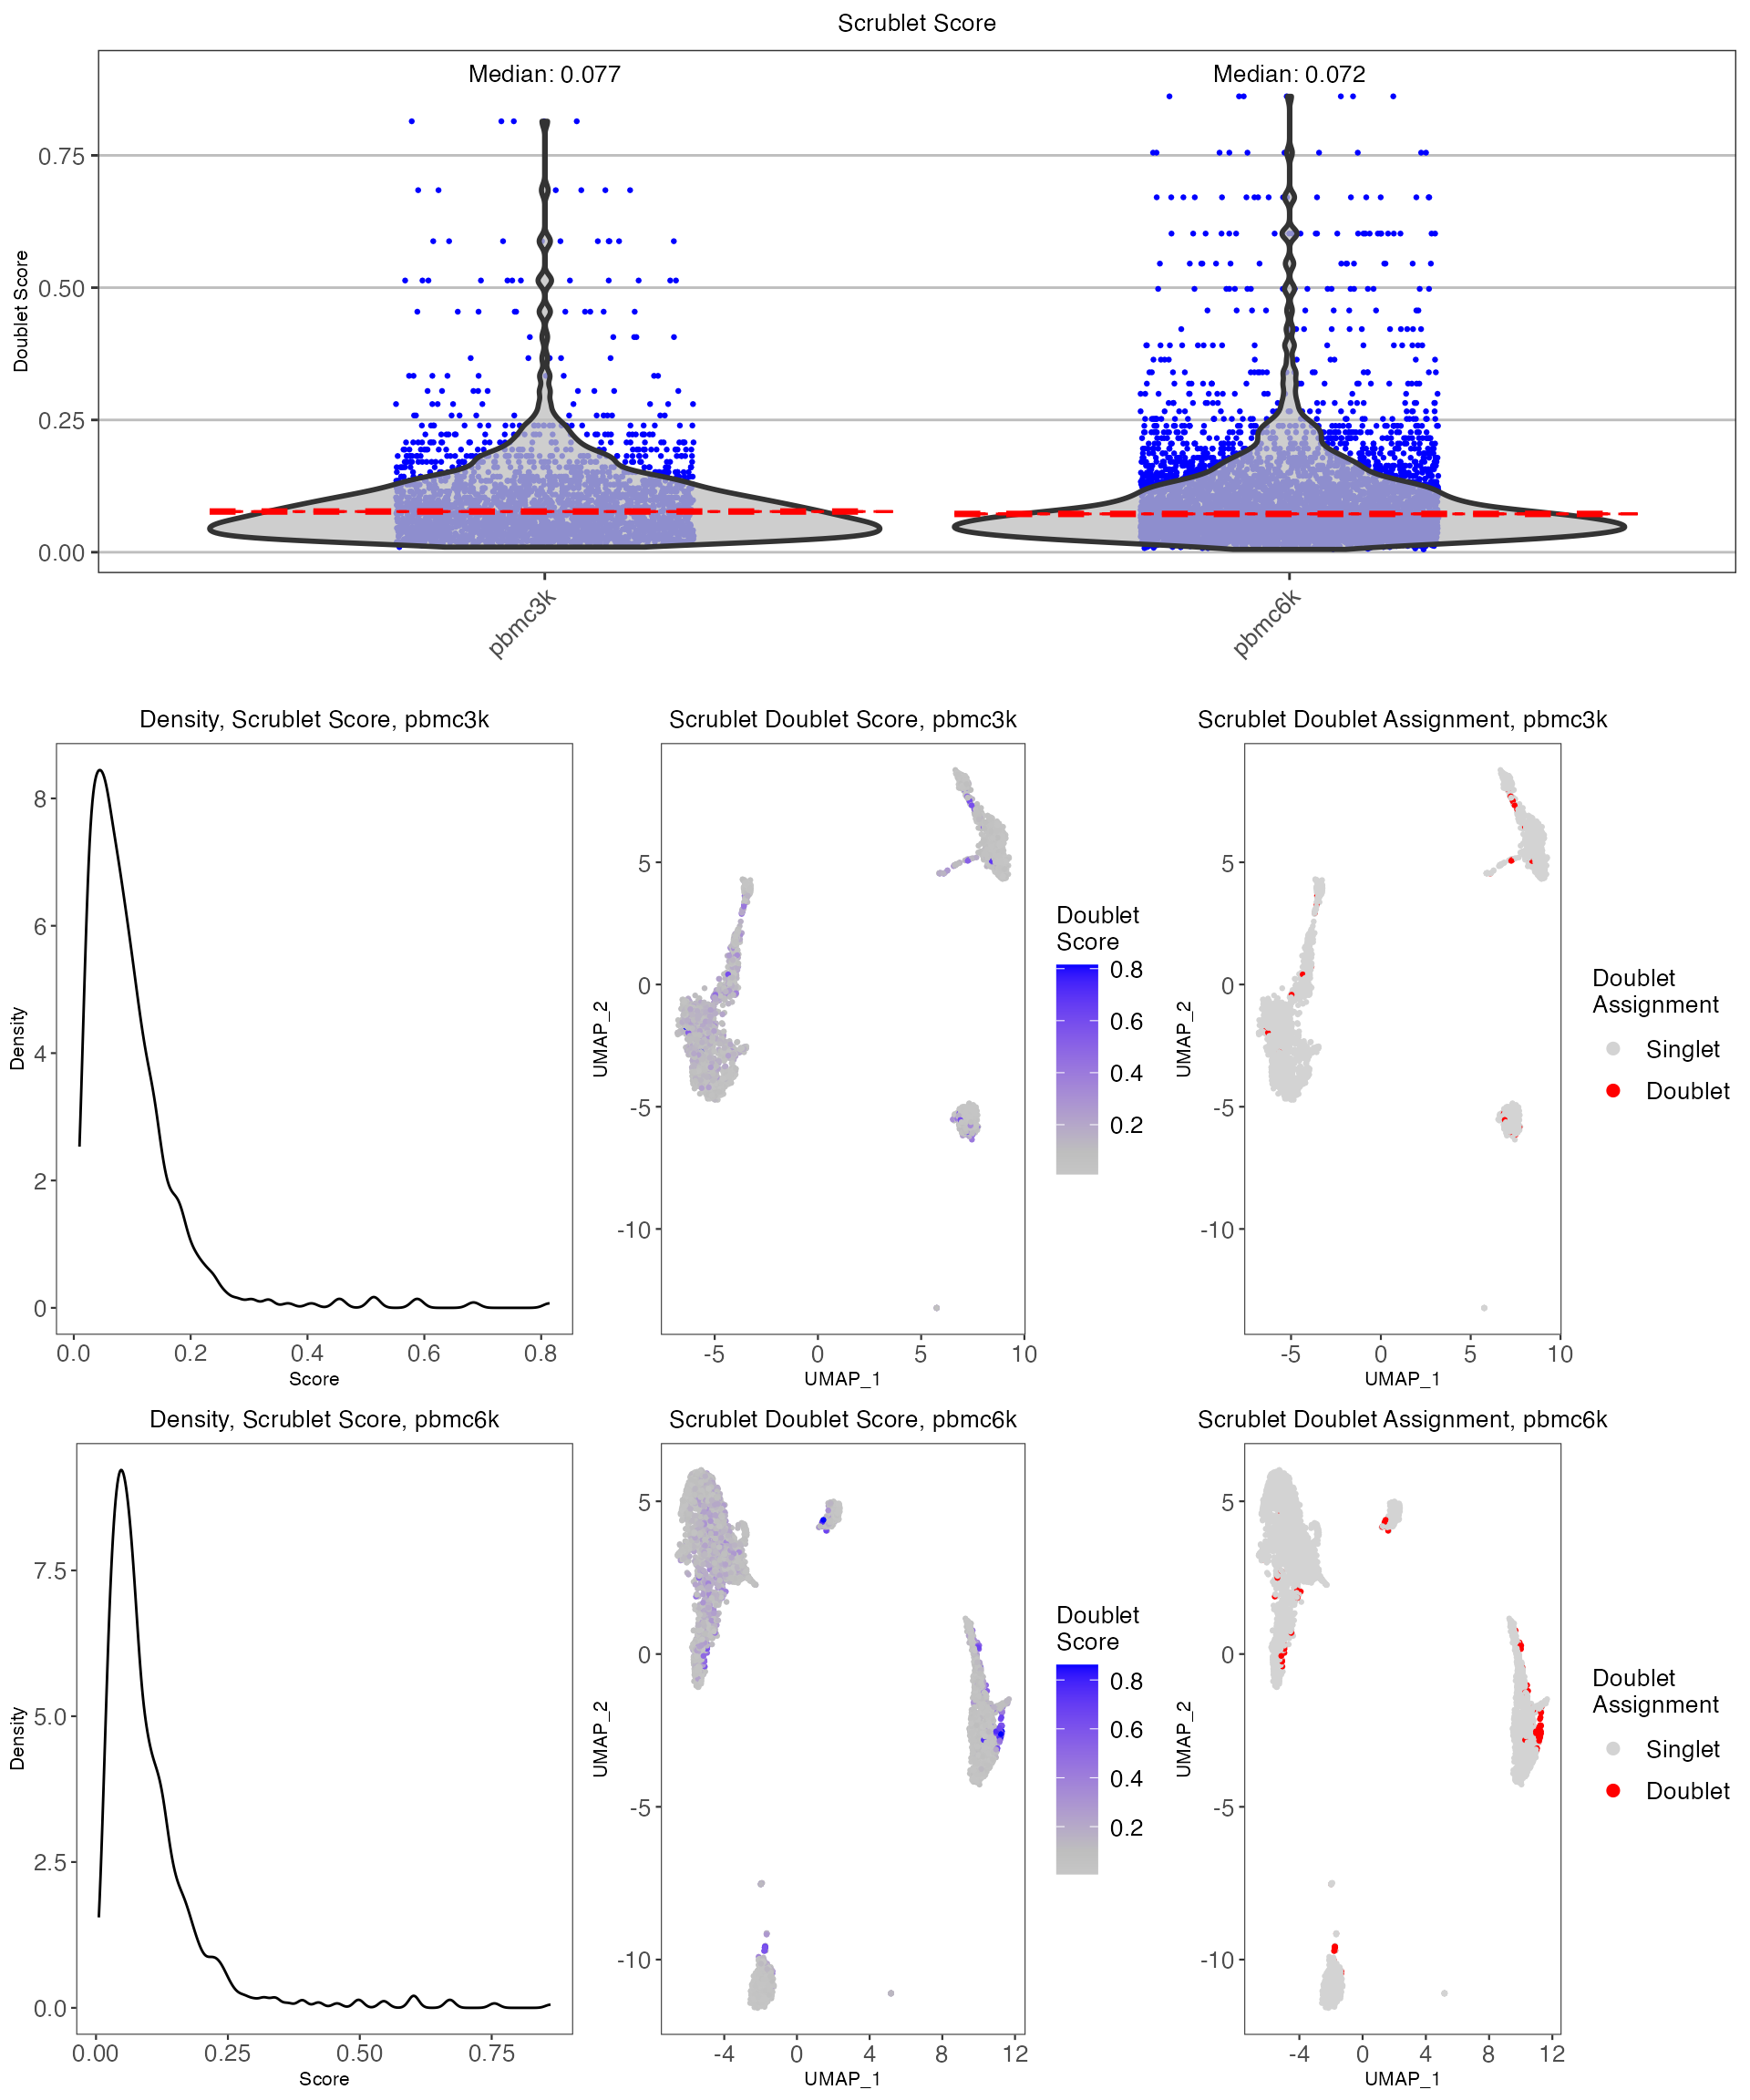 Scrublet Score
Median: 0.077
Median: 0.072
Doublet Score
0.75
0.50
0.25
0.00
pbmc3k
pbmc6k
Density, Scrublet Score, pbmc3k
Density
8
6
4
2
0
0.0 0.2 0.4 0.6 0.8
Score
Scrublet Doublet Score, pbmc3k
UMAP_2
5
0
-5
-10
-5 0 5 10
UMAP_1
Doublet
Score
0.8
0.6
0.4
0.2
Scrublet Doublet Assignment, pbmc3k
UMAP_2
5
0
-5
-10
-5 0 5 10
UMAP_1
Doublet
Assignment
Singlet
Doublet
Density, Scrublet Score, pbmc6k
Density
7.5
5.0
2.5
0.0
0.00 0.25 0.50 0.75
Score
Scrublet Doublet Score, pbmc6k
UMAP_2
5
0
-5
-10
-4 0 4 8 12
UMAP_1
Doublet
Score
0.8
0.6
0.4
0.2
Scrublet Doublet Assignment, pbmc6k
UMAP_2
5
0
-5
-10
-4 0 4 8 12
UMAP_1
Doublet
Assignment
Singlet
Doublet